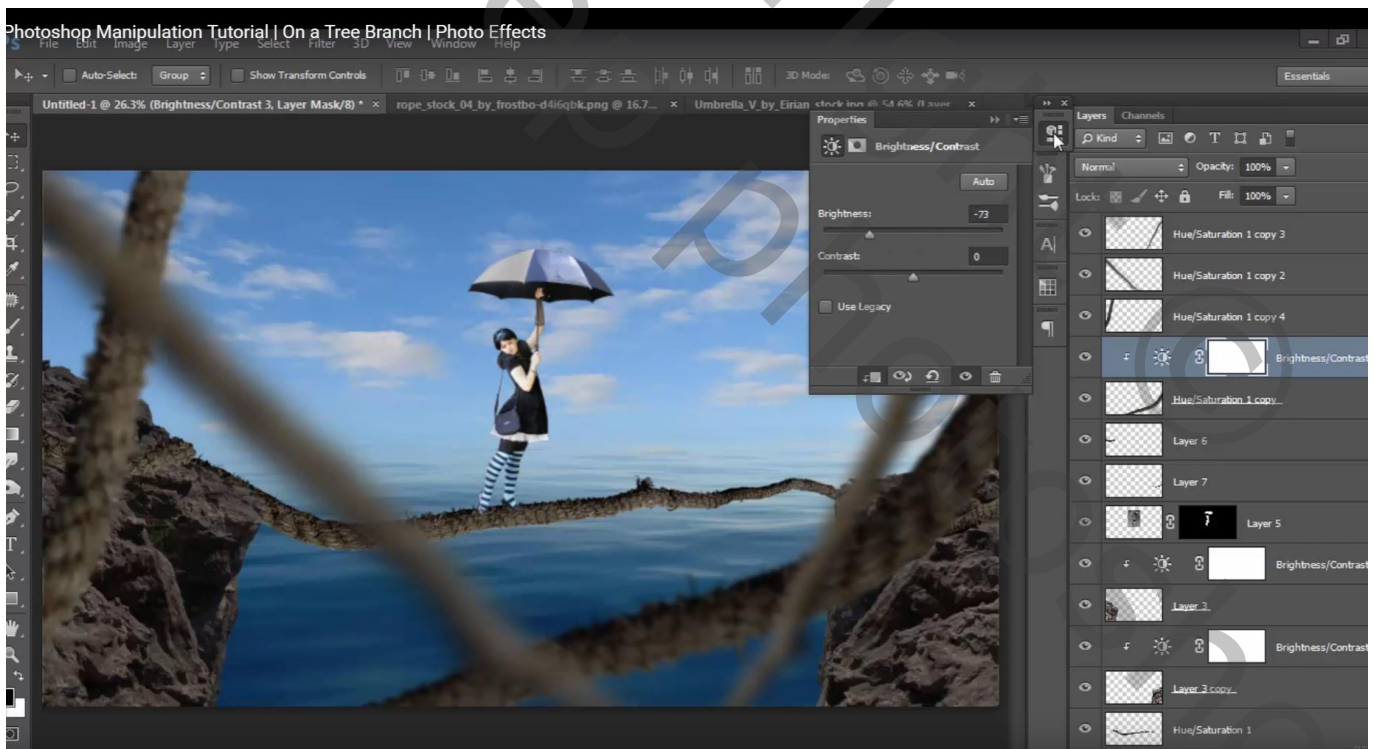 Photoshop Manipulation Tutorial | On a Tree Branch | Photo Effects
File Edit Image Layer Type Select Filter 3D View Window Help
Auto-Select: Group Show Transform Controls 3D Mode: Essentials
Untitled-1 @ 26.3% (Brightness/Contrast 3, Layer Mask/8) * × rope_stock_04_by_frostbo-d4i6qbk.png @ 16.7... × Umbrella_V_by_Eirian_stock.jpg @ 54.6% (Layer ×
Properties
Brightness/Contrast
Auto
Brightness: -73
Contrast: 0
Use Legacy
Layers Channels
Kind
Normal Opacity: 100%
Lock: Fill: 100%
Hue/Saturation 1 copy 3
Hue/Saturation 1 copy 2
Hue/Saturation 1 copy 4
Brightness/Contrast
Hue/Saturation 1 copy
Layer 6
Layer 7
Layer 5
Brightness/Contrast
Layer 3
Brightness/Contrast
Layer 3 copy
Hue/Saturation 1